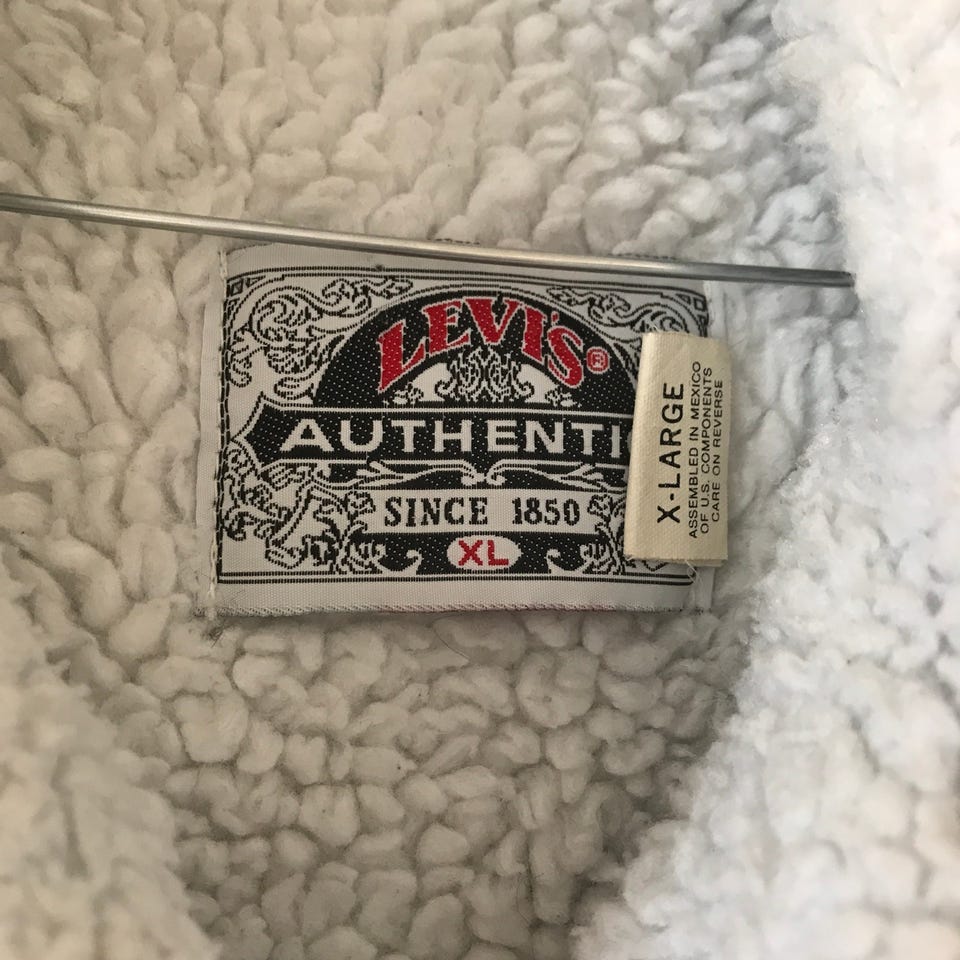 LEVI'S®
AUTHENTI
SINCE 1850
XL
X-LARGE
ASSEMBLED IN MEXICO
OF U.S. COMPONENTS
CARE ON REVERSE